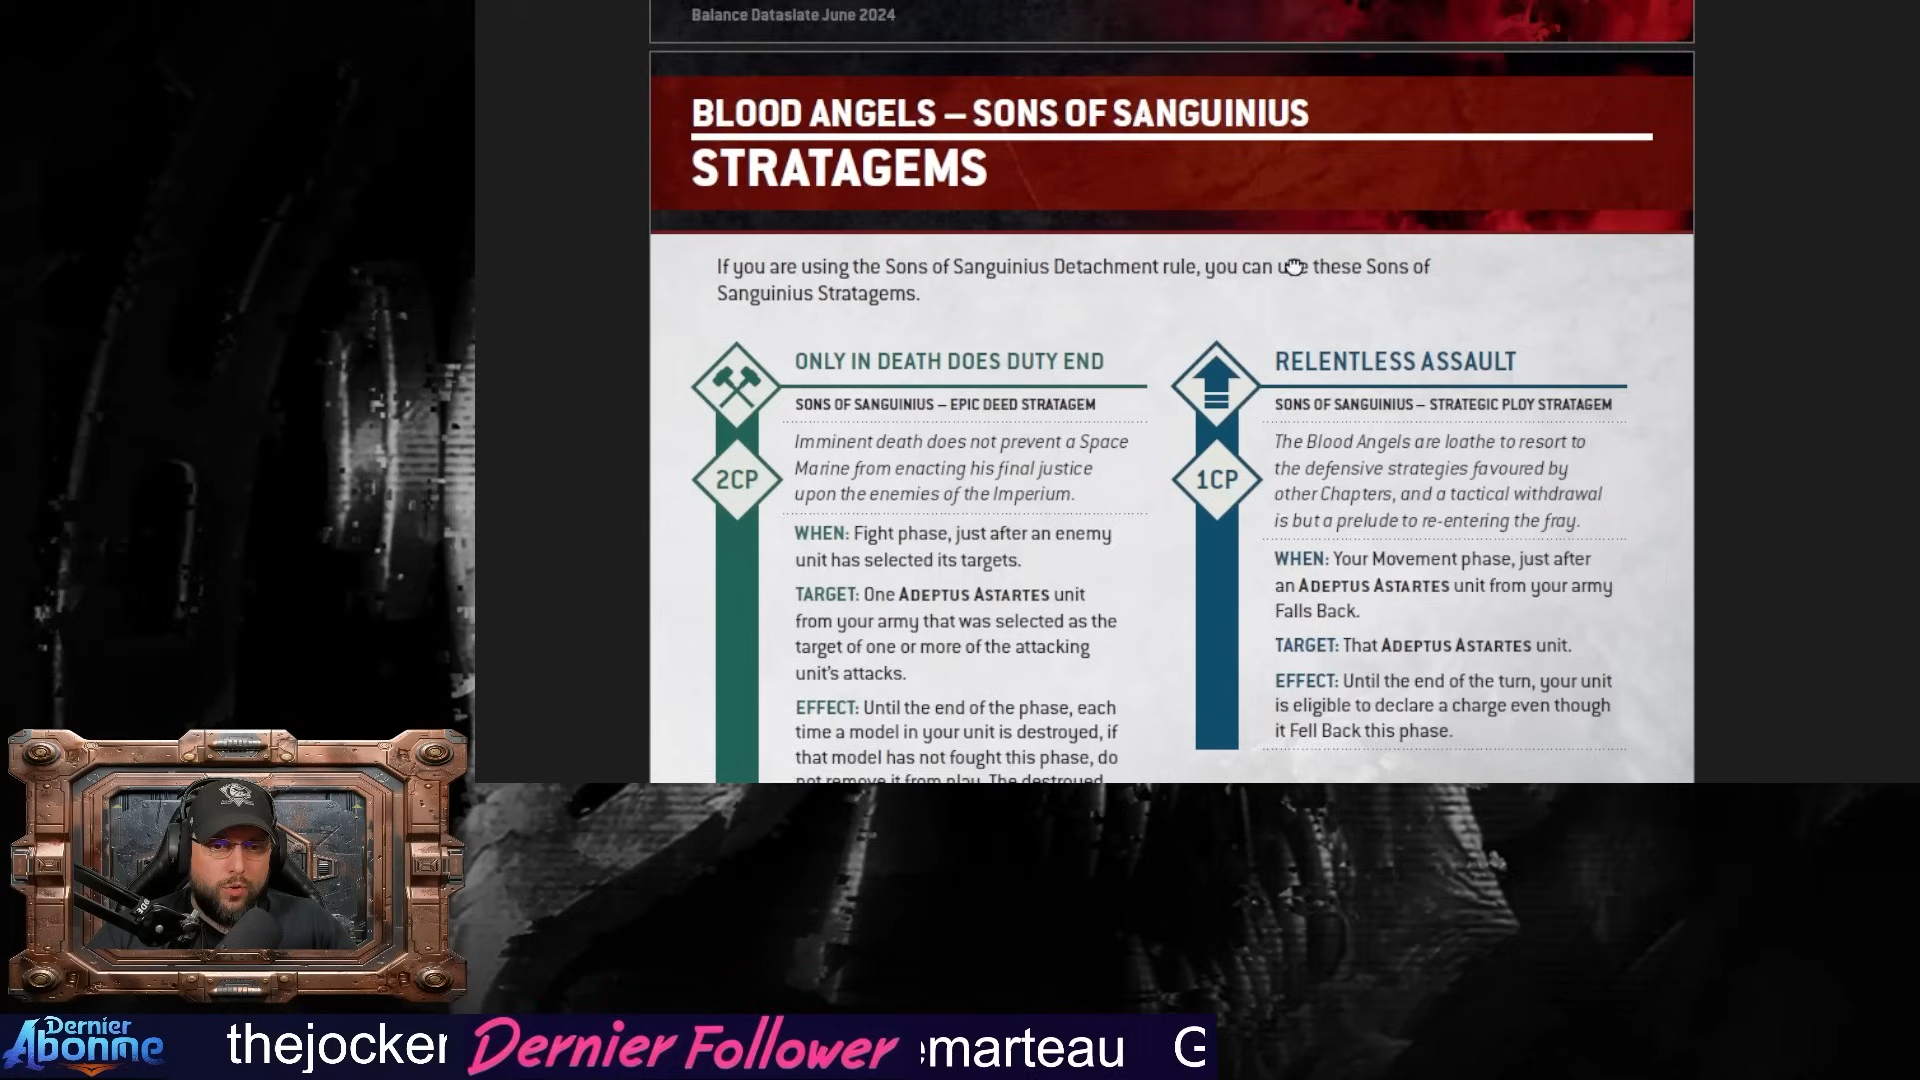 Balance Dataslate June 2024
BLOOD ANGELS – SONS OF SANGUINIUS
STRATAGEMS
If you are using the Sons of Sanguinius Detachment rule, you can use these Sons of
Sanguinius Stratagems.
ONLY IN DEATH DOES DUTY END
SONS OF SANGUINIUS – EPIC DEED STRATAGEM
2CP
Imminent death does not prevent a Space
Marine from enacting his final justice
upon the enemies of the Imperium.
WHEN: Fight phase, just after an enemy
unit has selected its targets.
TARGET: One ADEPTUS ASTARTES unit
from your army that was selected as the
target of one or more of the attacking
unit's attacks.
EFFECT: Until the end of the phase, each
time a model in your unit is destroyed, if
that model has not fought this phase, do
not remove it from play. The destroyed
RELENTLESS ASSAULT
SONS OF SANGUINIUS – STRATEGIC PLOY STRATAGEM
1CP
The Blood Angels are loathe to resort to
the defensive strategies favoured by
other Chapters, and a tactical withdrawal
is but a prelude to re-entering the fray.
WHEN: Your Movement phase, just after
an ADEPTUS ASTARTES unit from your army
Falls Back.
TARGET: That ADEPTUS ASTARTES unit.
EFFECT: Until the end of the turn, your unit
is eligible to declare a charge even though
it Fell Back this phase.
Dernier
Abonné
thejocker
Dernier Follower
emarteau
G